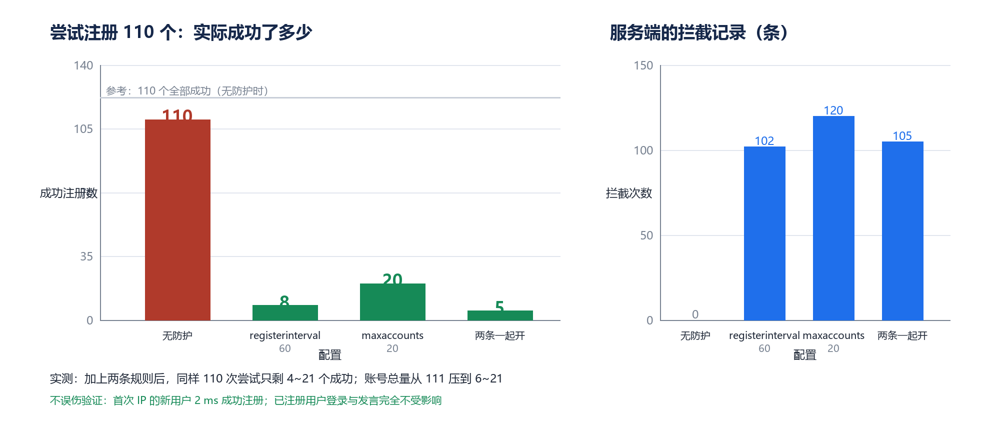 尝试注册 110 个：实际成功了多少
140
参考：110 个全部成功（无防护时）
110
105
成功注册数
35
20
8
5
0
无防护
registerinterval
60
maxaccounts
20
两条一起开
配置
实测：加上两条规则后，同样 110 次尝试只剩 4~21 个成功；账号总量从 111 压到 6~21
不误伤验证：首次 IP 的新用户 2 ms 成功注册；已注册用户登录与发言完全不受影响
服务端的拦截记录（条）
150
120
105
102
100
拦截次数
50
0
0
无防护
registerinterval
60
maxaccounts
20
两条一起开
配置